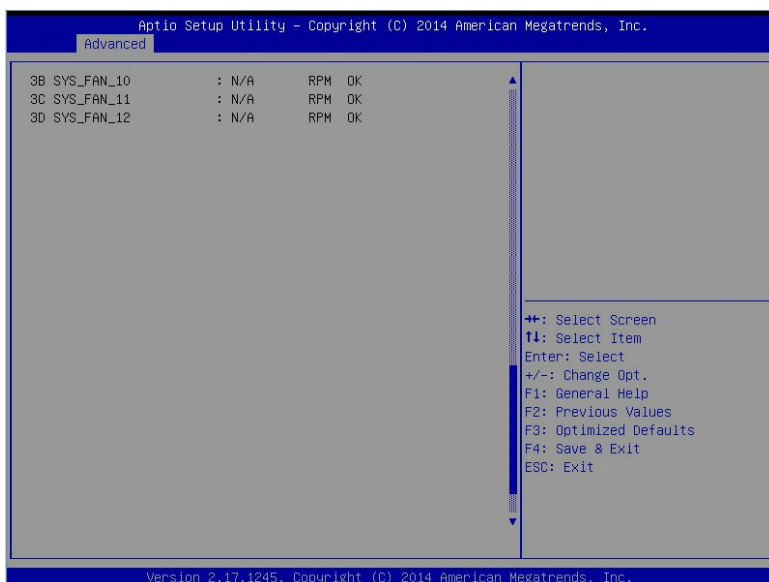 Aptio Setup Utility – Copyright (C) 2014 American Megatrends, Inc.
Advanced
3B SYS_FAN_10 : N/A RPM OK
3C SYS_FAN_11 : N/A RPM OK
3D SYS_FAN_12 : N/A RPM OK
→←: Select Screen
↑↓: Select Item
Enter: Select
+/-: Change Opt.
F1: General Help
F2: Previous Values
F3: Optimized Defaults
F4: Save & Exit
ESC: Exit
Version 2.17.1245. Copyright (C) 2014 American Megatrends, Inc.